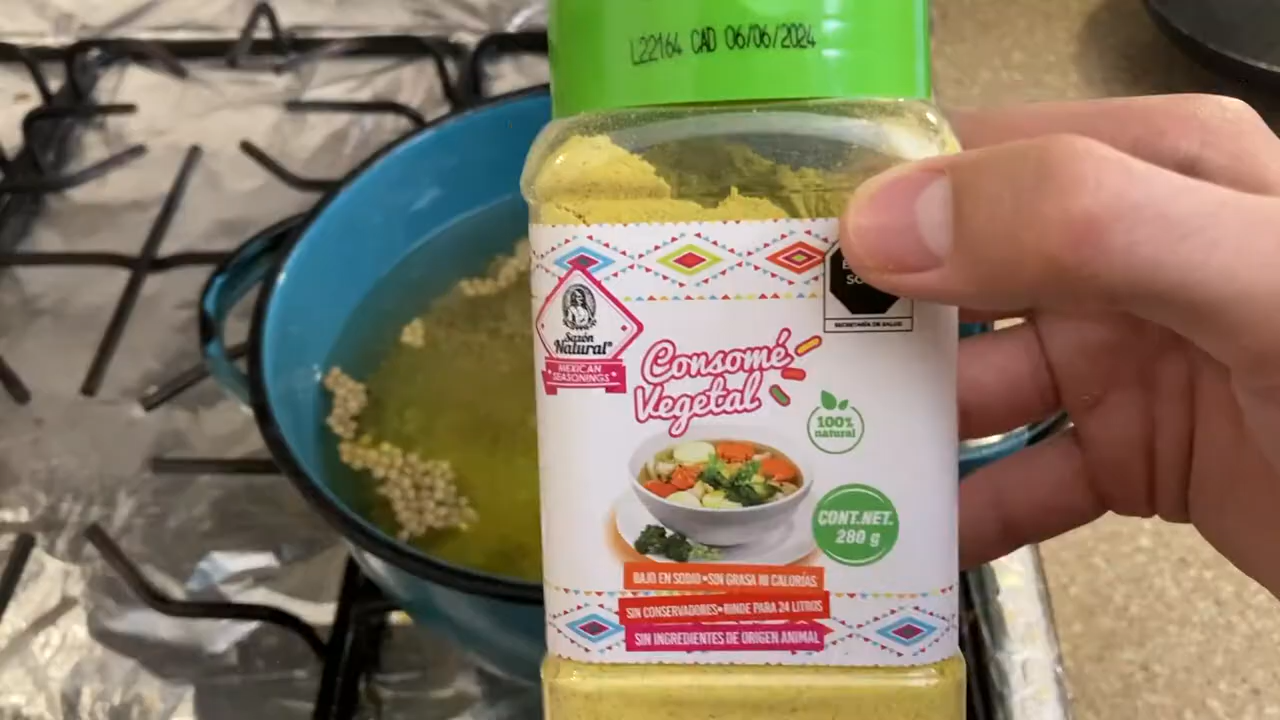 L22164 CAD 06/06/2024
Sazón
Natural®
MEXICAN
SEASONINGS
SECRETARÍA DE SALUD
Consomé
Vegetal
100%
natural
CONT.NET.
280 g
BAJO EN SODIO•SIN GRASA NI CALORÍAS
SIN CONSERVADORES•RINDE PARA 24 LITROS
SIN INGREDIENTES DE ORIGEN ANIMAL